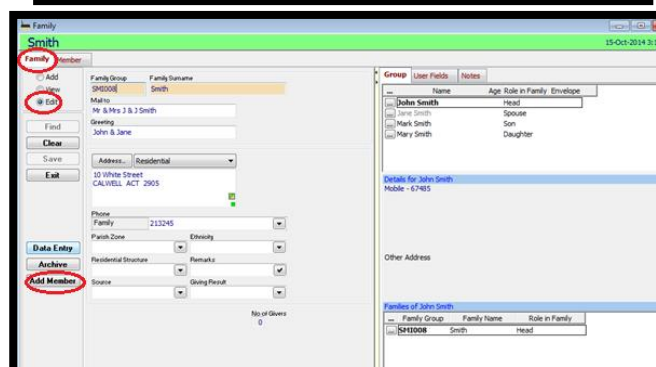 Family
Smith 15-Oct-2014 3:1
Family Member
Add
View
Edit
Find
Clear
Save
Exit
Data Entry
Archive
Add Member
Family Group Family Surname
SMI008 Smith
Mail to
Mr & Mrs J & J Smith
Greeting
John & Jane
Address... Residential
10 White Street
CALWELL ACT 2905
Phone
Family 213245
Parish Zone Ethnicity
Residential Structure Remarks
Source Giving Result
No of Givers
0
Group User Fields Notes
... Name Age Role in Family Envelope
... John Smith Head
Jane Smith Spouse
Mark Smith Son
Mary Smith Daughter
Details for John Smith
Mobile - 67485
Other Address
Families of John Smith
... Family Group Family Name Role in Family
... SMI008 Smith Head